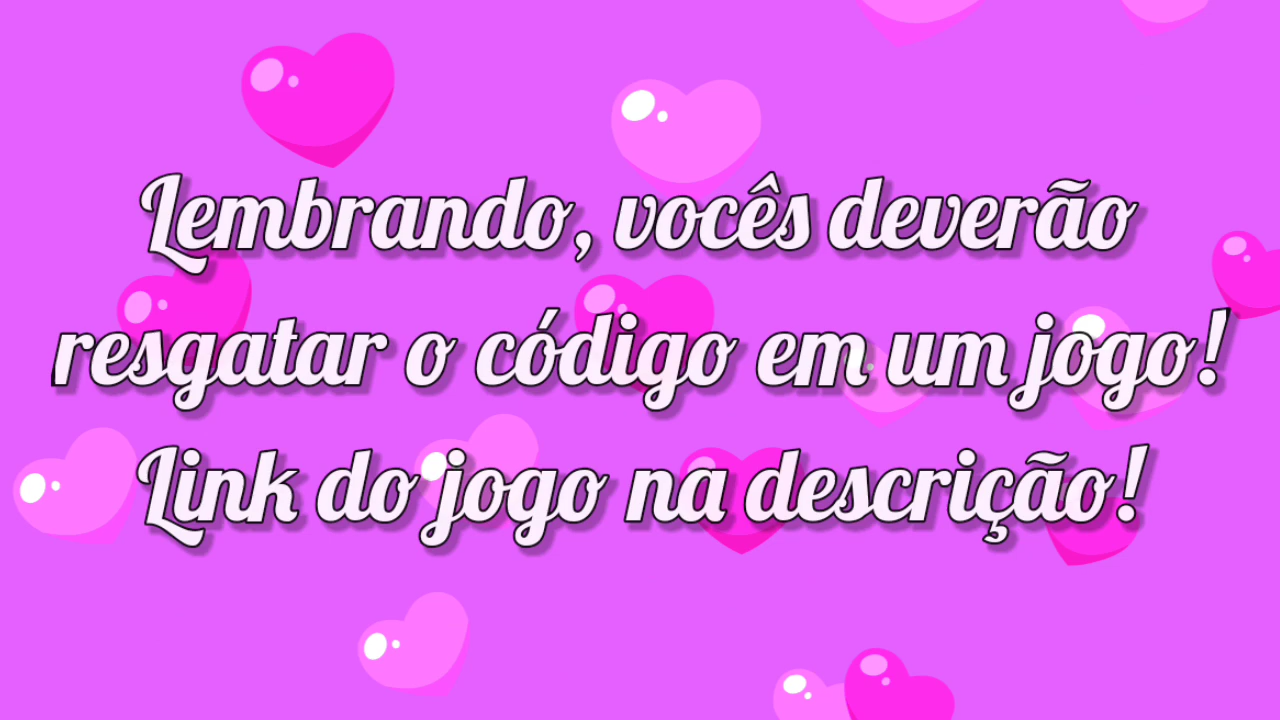 Lembrando, vocês deverão
resgatar o código em um jogo!
Link do jogo na descrição!